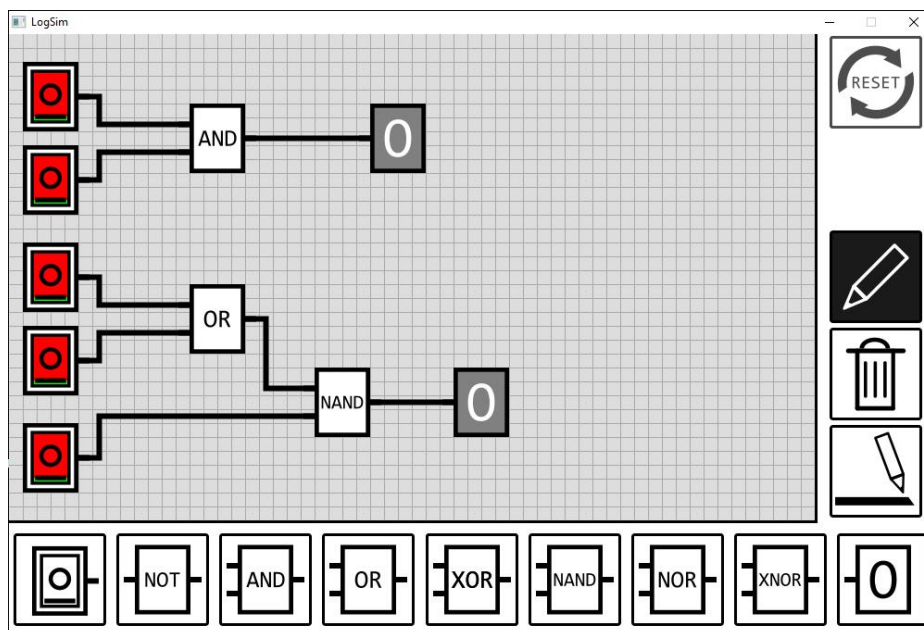 LogSim
RESET
AND
0
OR
NAND
0
NOT
AND
OR
XOR
NAND
NOR
XNOR
0